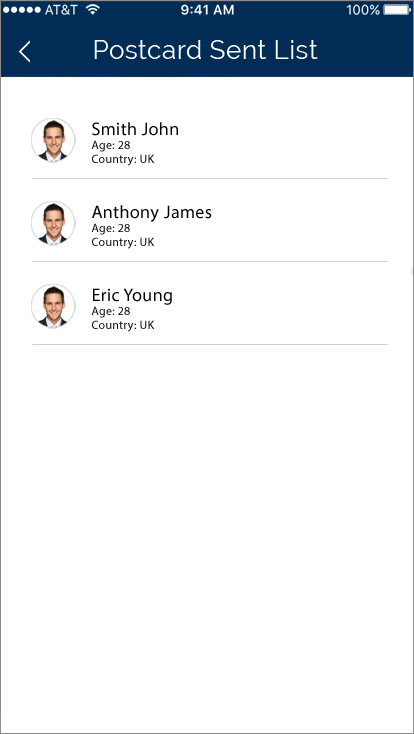 AT&T 9:41 AM 100%
Postcard Sent List
Smith John
Age: 28
Country: UK
Anthony James
Age: 28
Country: UK
Eric Young
Age: 28
Country: UK